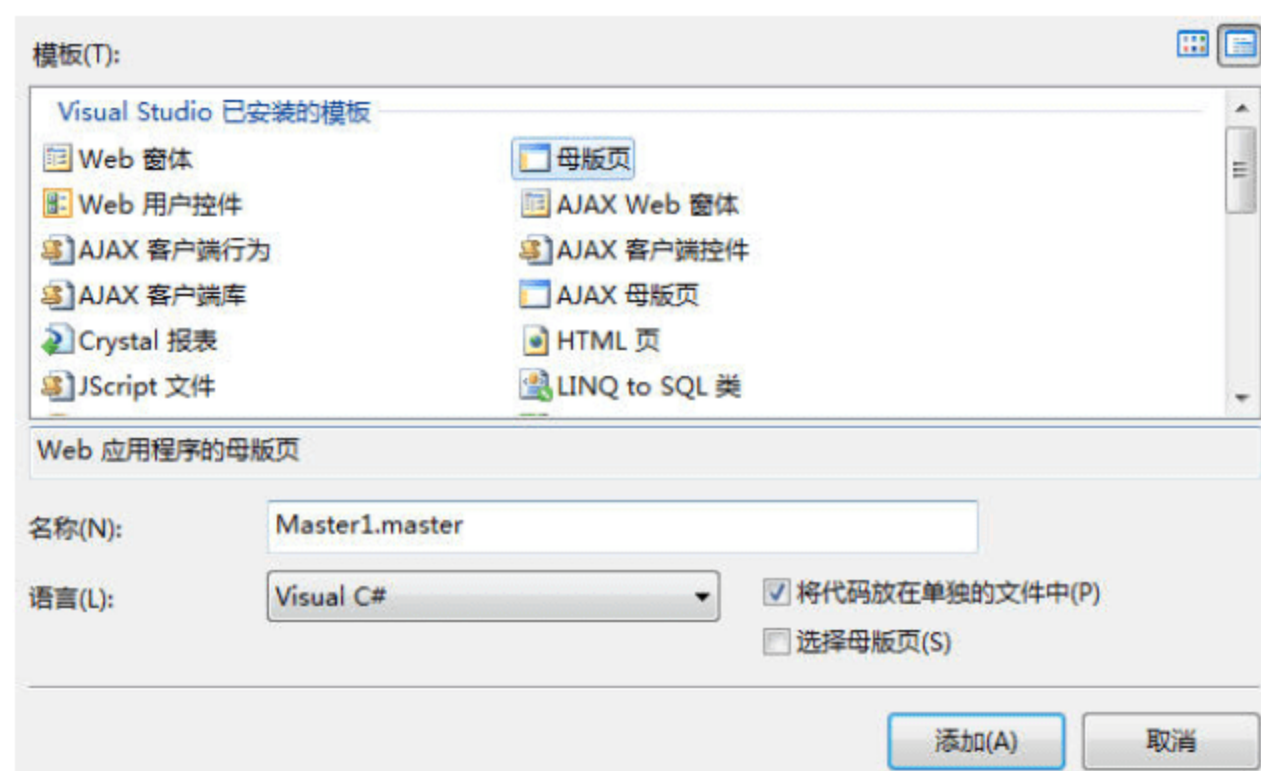 模板(T):
Visual Studio 已安装的模板
Web 窗体
母版页
Web 用户控件
AJAX Web 窗体
AJAX 客户端行为
AJAX 客户端控件
AJAX 客户端库
AJAX 母版页
Crystal 报表
HTML 页
JScript 文件
LINQ to SQL 类
Web 应用程序的母版页
名称(N):
Master1.master
语言(L):
Visual C#
将代码放在单独的文件中(P)
选择母版页(S)
添加(A)
取消